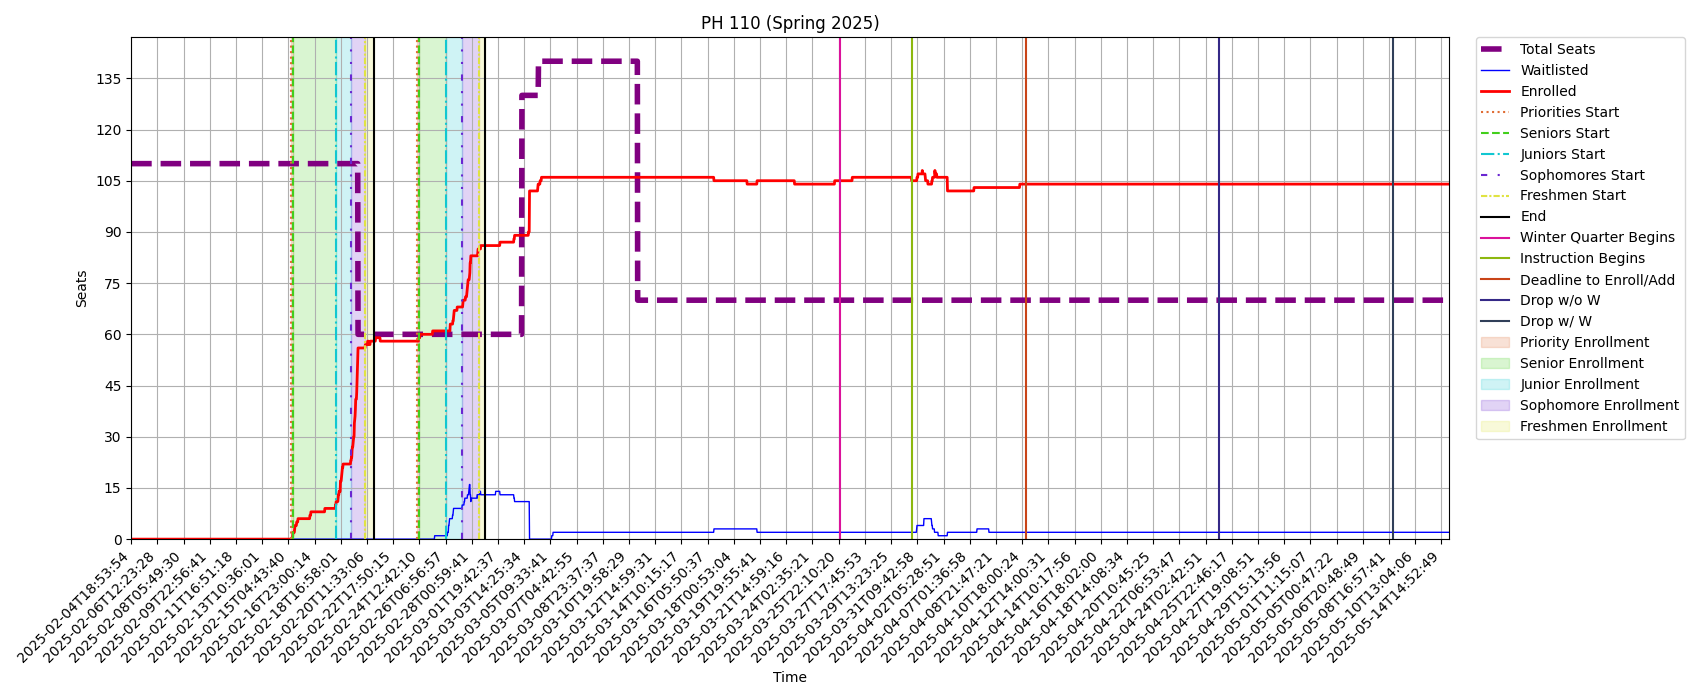 PH 110 (Spring 2025)
Seats
135
120
105
90
75
60
45
30
15
0
2025-02-04T18:53:54
2025-02-06T12:23:28
2025-02-08T05:49:30
2025-02-09T22:56:41
2025-02-11T16:51:18
2025-02-13T10:36:01
2025-02-15T04:43:40
2025-02-16T23:00:14
2025-02-18T16:58:01
2025-02-20T11:33:06
2025-02-22T17:50:15
2025-02-24T12:42:10
2025-02-26T06:56:57
2025-02-28T00:59:41
2025-03-01T19:42:37
2025-03-03T14:25:34
2025-03-05T09:33:41
2025-03-07T04:42:55
2025-03-08T23:37:37
2025-03-10T19:58:29
2025-03-12T14:59:31
2025-03-14T10:15:17
2025-03-16T05:50:37
2025-03-18T00:53:04
2025-03-19T19:55:41
2025-03-21T14:59:16
2025-03-24T02:35:21
2025-03-25T22:10:20
2025-03-27T17:45:53
2025-03-29T13:23:25
2025-03-31T09:42:58
2025-04-02T05:28:51
2025-04-07T01:36:58
2025-04-08T21:47:21
2025-04-10T18:00:24
2025-04-12T14:00:31
2025-04-14T10:17:56
2025-04-16T18:02:00
2025-04-18T14:08:34
2025-04-20T10:45:25
2025-04-22T06:53:47
2025-04-24T02:42:51
2025-04-25T22:46:17
2025-04-27T19:08:51
2025-04-29T15:13:56
2025-05-01T11:15:07
2025-05-05T00:47:22
2025-05-06T20:48:49
2025-05-08T16:57:41
2025-05-10T13:04:06
2025-05-14T14:52:49
Time
Total Seats
Waitlisted
Enrolled
Priorities Start
Seniors Start
Juniors Start
Sophomores Start
Freshmen Start
End
Winter Quarter Begins
Instruction Begins
Deadline to Enroll/Add
Drop w/o W
Drop w/ W
Priority Enrollment
Senior Enrollment
Junior Enrollment
Sophomore Enrollment
Freshmen Enrollment